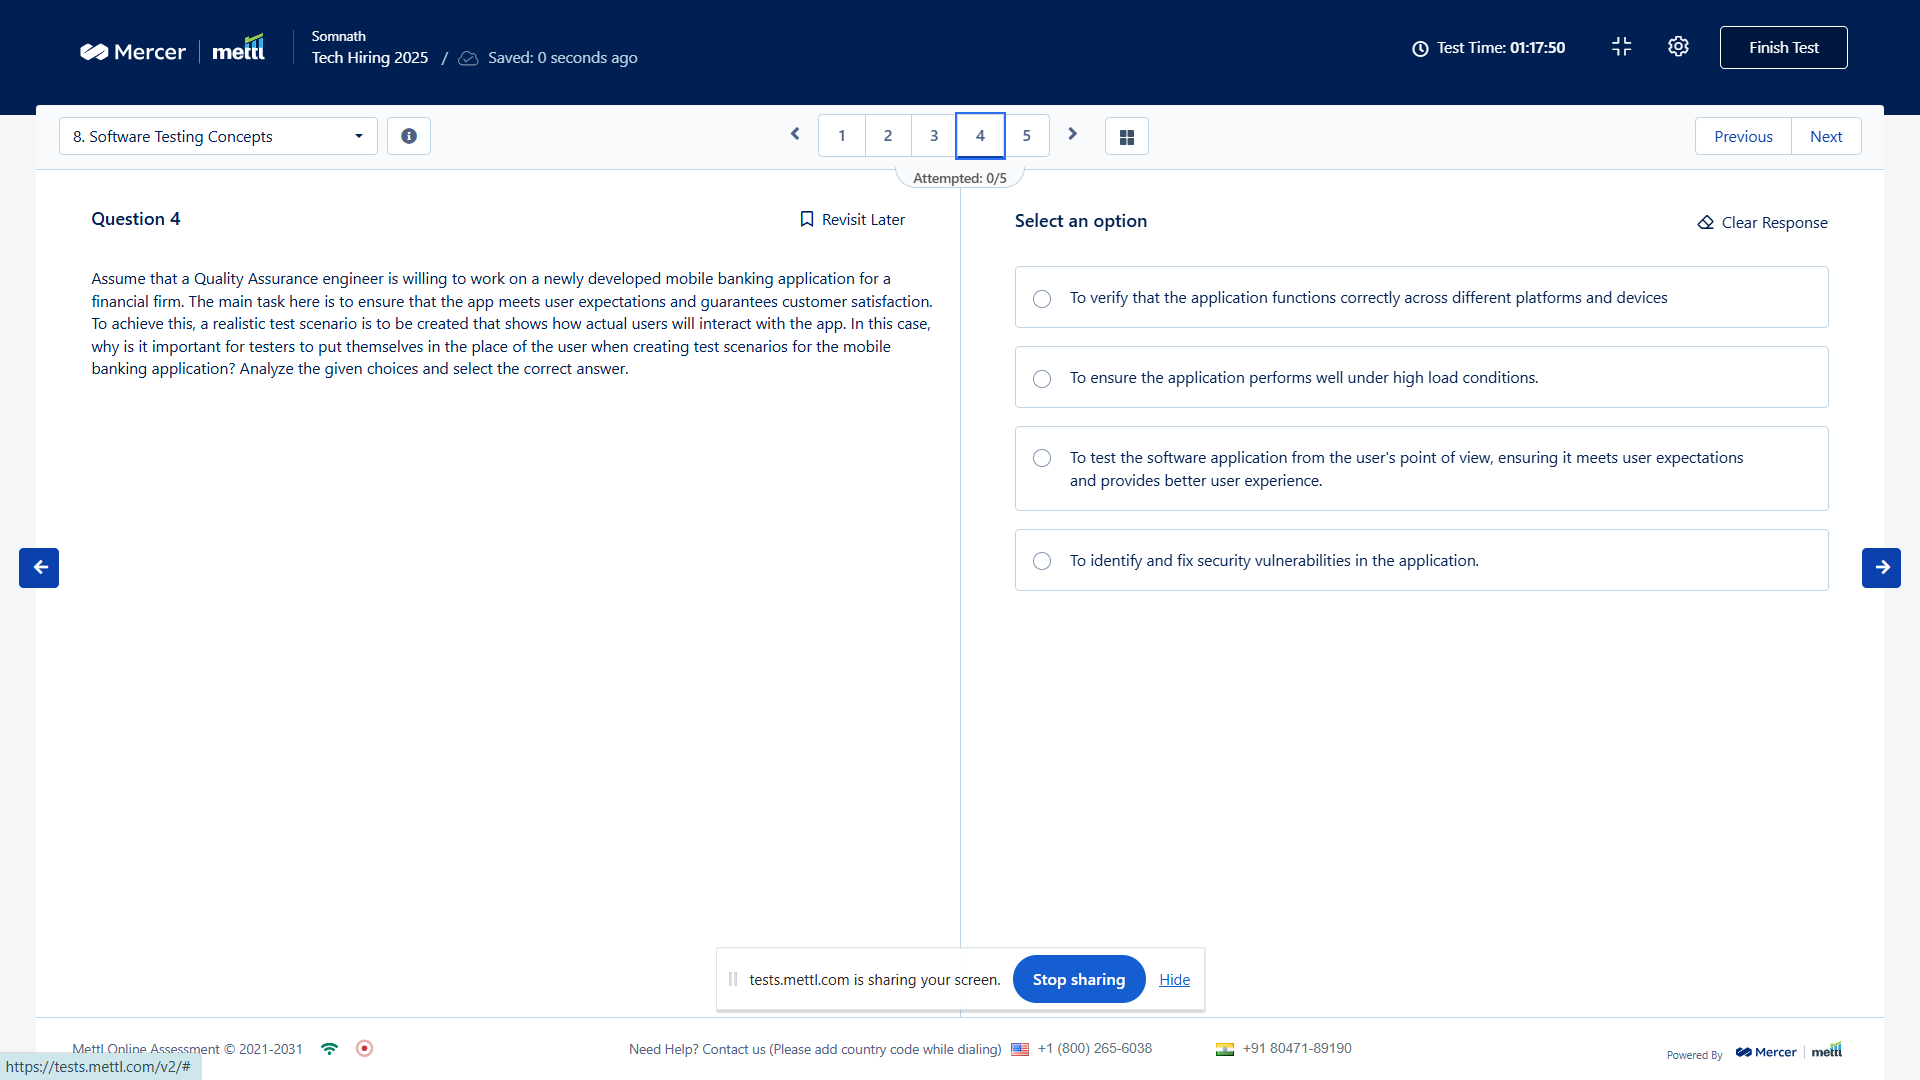 Mercer
mettl
Somnath
Tech Hiring 2025 / Saved: 0 seconds ago
Test Time: 01:17:50
Finish Test
8. Software Testing Concepts
1 2 3 4 5
Previous Next
Attempted: 0/5
Question 4
Revisit Later
Assume that a Quality Assurance engineer is willing to work on a newly developed mobile banking application for a
financial firm. The main task here is to ensure that the app meets user expectations and guarantees customer satisfaction.
To achieve this, a realistic test scenario is to be created that shows how actual users will interact with the app. In this case,
why is it important for testers to put themselves in the place of the user when creating test scenarios for the mobile
banking application? Analyze the given choices and select the correct answer.
Select an option
Clear Response
To verify that the application functions correctly across different platforms and devices
To ensure the application performs well under high load conditions.
To test the software application from the user's point of view, ensuring it meets user expectations
and provides better user experience.
To identify and fix security vulnerabilities in the application.
tests.mettl.com is sharing your screen.
Stop sharing
Hide
Mettl Online Assessment © 2021-2031
Need Help? Contact us (Please add country code while dialing) +1 (800) 265-6038 +91 80471-89190
Powered By Mercer mettl
https://tests.mettl.com/v2/#